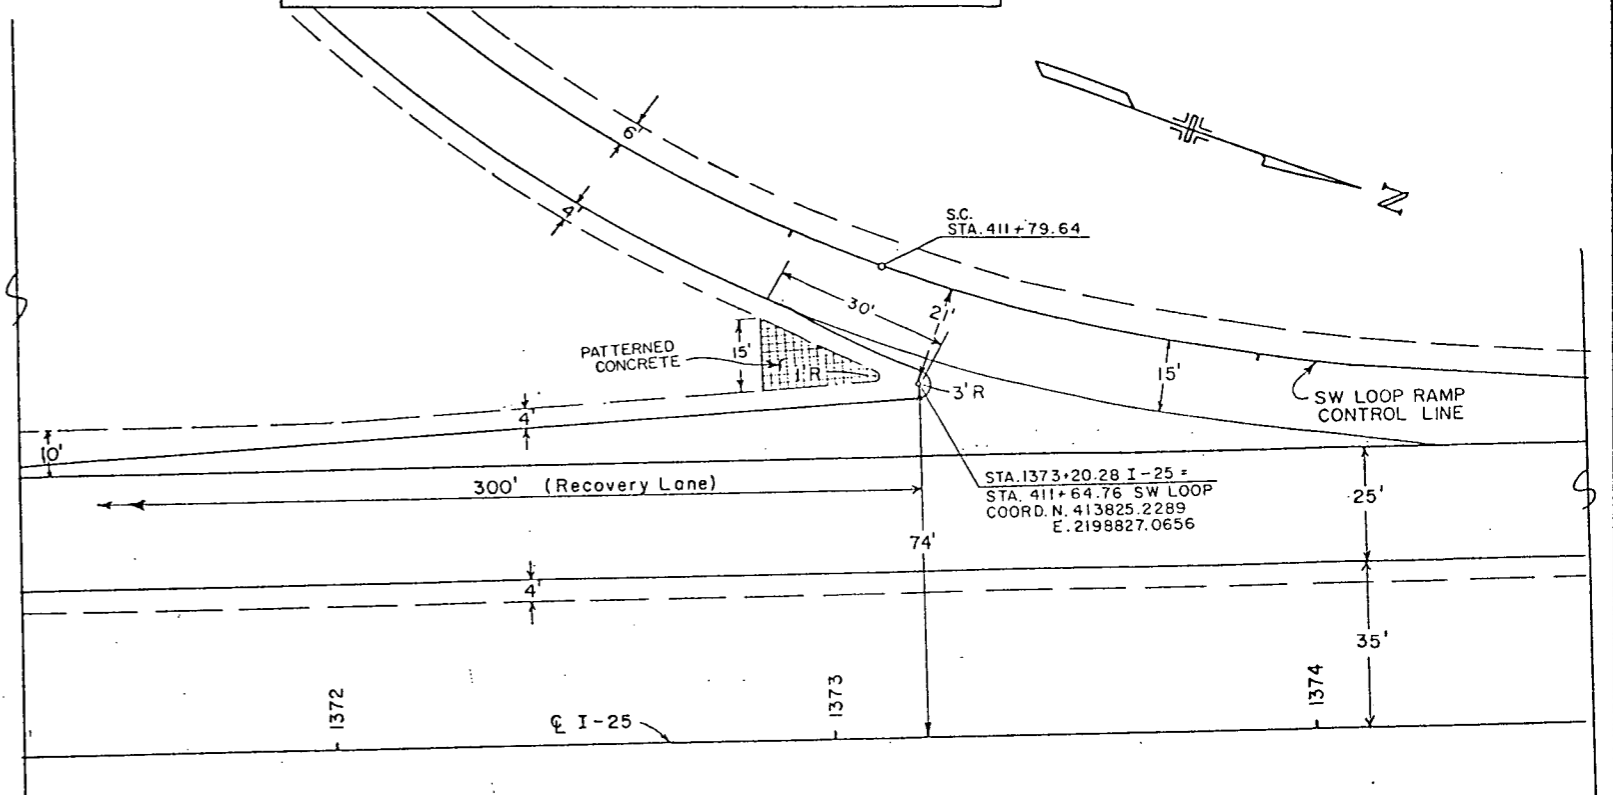 6'
4'
N
S.C.
STA. 411+79.64
30'
21'
PATTERNED
CONCRETE
15'
1'R
3'R
15'
SW LOOP RAMP
CONTROL LINE
4'
10'
300' (Recovery Lane)
STA. 1373+20.28 I-25 =
STA. 411+64.76 SW LOOP
COORD. N. 413825.2289
E. 2198827.0656
25'
74'
4'
35'
1372
1373
1374
℄ I-25